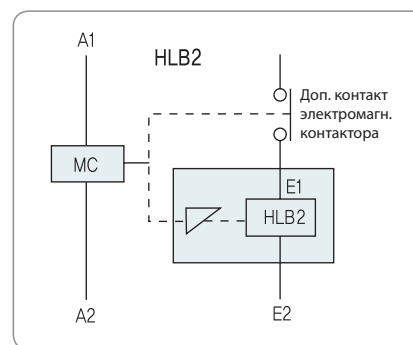 A1
HLB2
Доп. контакт
электромагн.
контактора
MC
E1
HLB2
A2
E2